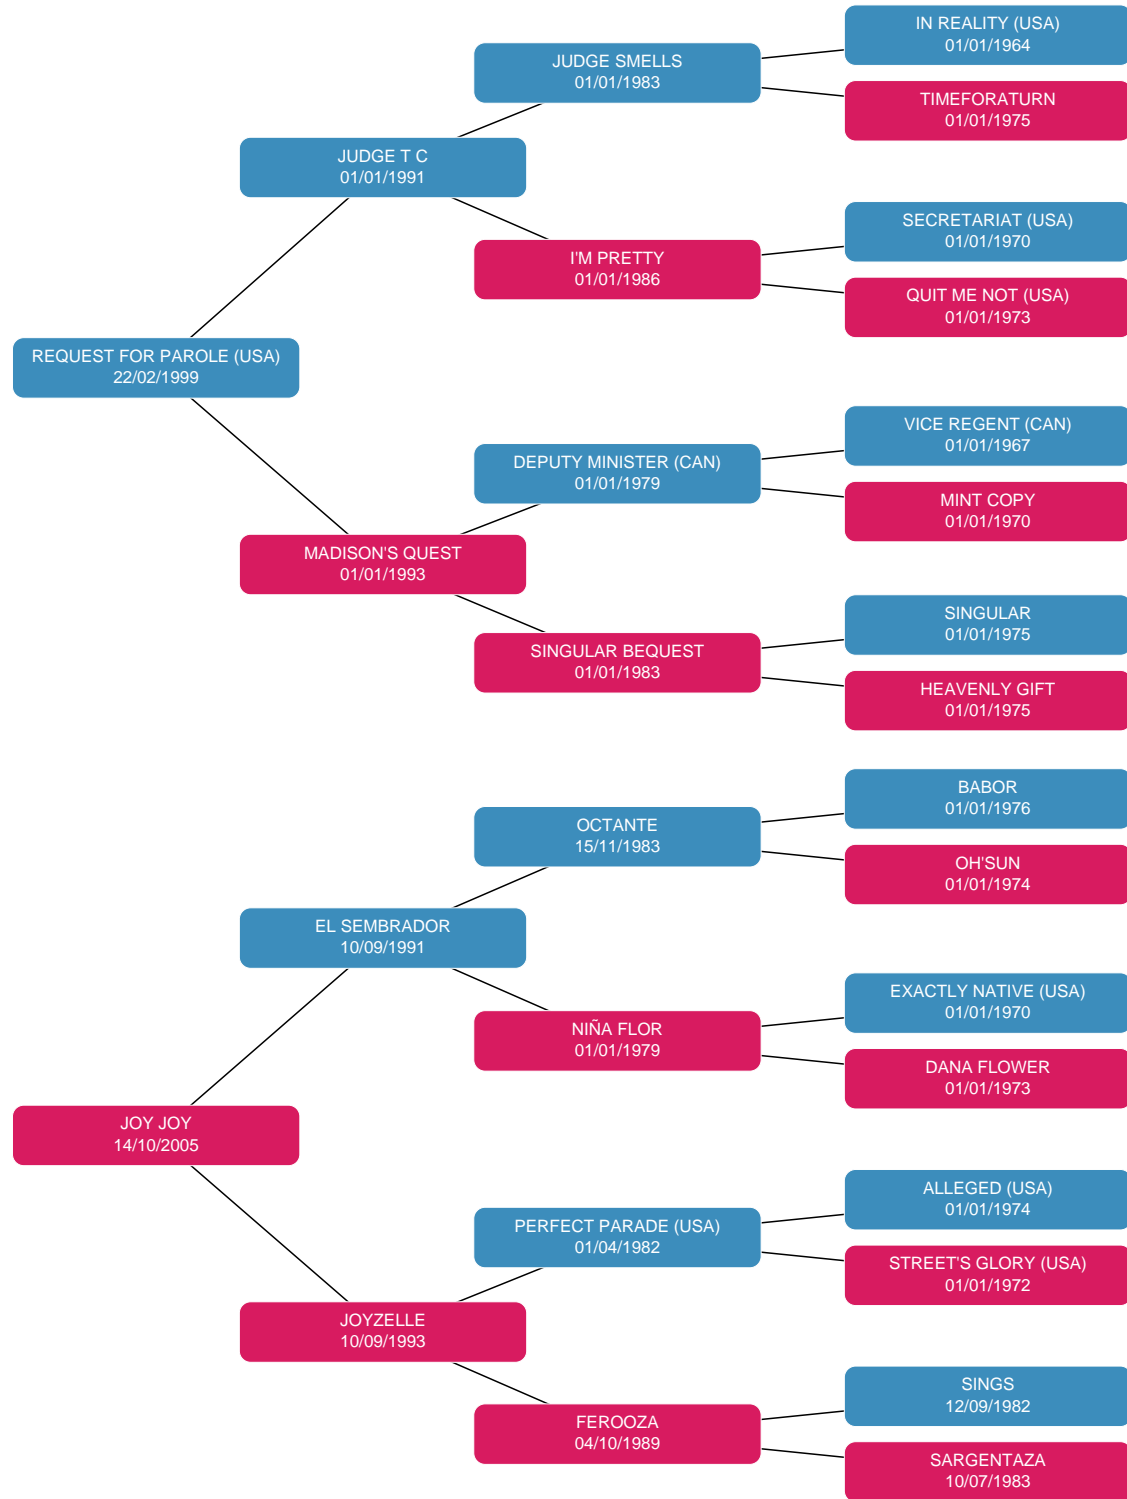 IN REALITY (USA)
01/01/1964
JUDGE SMELLS
01/01/1983
TIMEFORATURN
01/01/1975
JUDGE T C
01/01/1991
SECRETARIAT (USA)
01/01/1970
I'M PRETTY
01/01/1986
QUIT ME NOT (USA)
01/01/1973
REQUEST FOR PAROLE (USA)
22/02/1999
VICE REGENT (CAN)
01/01/1967
DEPUTY MINISTER (CAN)
01/01/1979
MINT COPY
01/01/1970
MADISON'S QUEST
01/01/1993
SINGULAR
01/01/1975
SINGULAR BEQUEST
01/01/1983
HEAVENLY GIFT
01/01/1975
BABOR
01/01/1976
OCTANTE
15/11/1983
OH'SUN
01/01/1974
EL SEMBRADOR
10/09/1991
EXACTLY NATIVE (USA)
01/01/1970
NIÑA FLOR
01/01/1979
DANA FLOWER
01/01/1973
JOY JOY
14/10/2005
ALLEGED (USA)
01/01/1974
PERFECT PARADE (USA)
01/04/1982
STREET'S GLORY (USA)
01/01/1972
JOYZELLE
10/09/1993
SINGS
12/09/1982
FEROOZA
04/10/1989
SARGENTAZA
10/07/1983